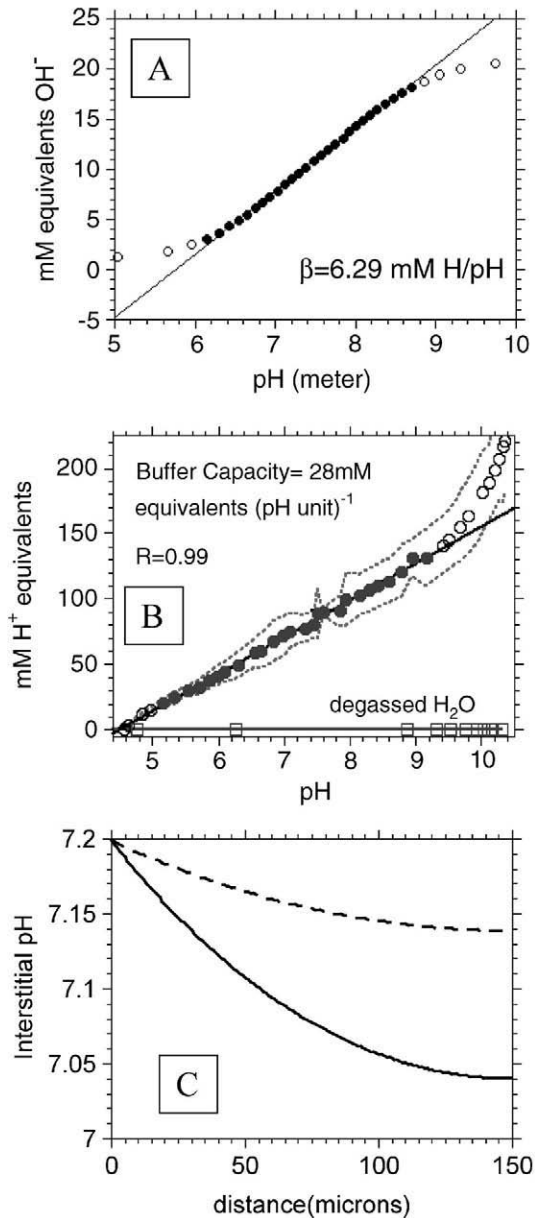 25
20
15
10
5
0
-5
A
mM equivalents OH⁻
β=6.29 mM H/pH
5 6 7 8 9 10
pH (meter)
200
150
100
50
0
mM H⁺ equivalents
Buffer Capacity= 28mM
equivalents (pH unit)⁻¹
R=0.99
B
degassed H₂O
5 6 7 8 9 10
pH
7.2
7.15
7.1
7.05
7
Interstitial pH
C
0 50 100 150
distance(microns)